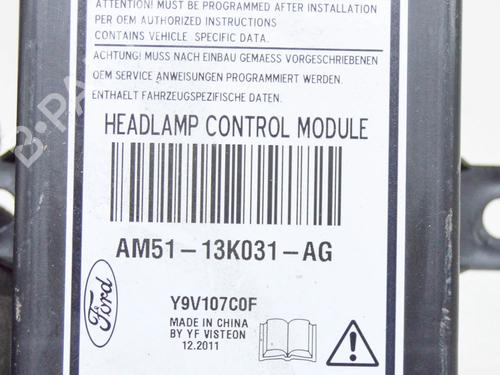 ATTENTION! MUST BE PROGRAMMED AFTER INSTALLATION
PER OEM AUTHORIZED INSTRUCTIONS
CONTAINS VEHICLE SPECIFIC DATA.
ACHTUNG! MUSS NACH EINBAU GEMAESS VORGESCHRIEBENEN
OEM SERVICE ANWEISUNGEN PROGRAMMIERT WERDEN.
ENTHAELT FAHRZEUGSPEZIFISCHE DATEN.
HEADLAMP CONTROL MODULE
AM51-13K031-AG
Ford
Y9V107C0F
MADE IN CHINA
BY YF VISTEON
12.2011